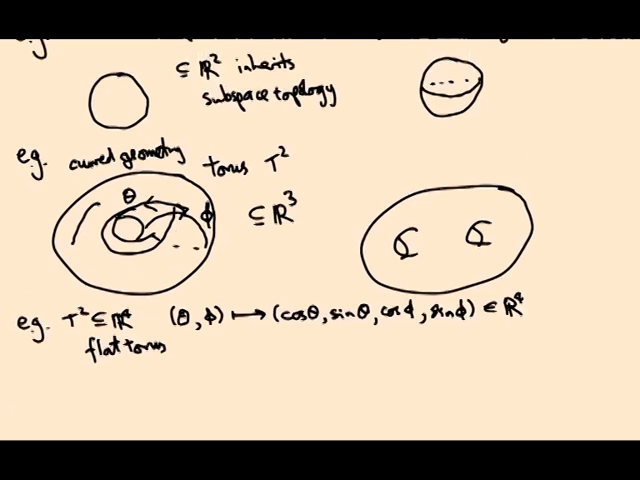 ⊆ ℝ² inherits
subspace topology
e.g. curved geometry torus T²
θ φ ⊆ ℝ³
e.g. T² ⊆ ℝ⁴ (θ, φ) ⟼ (cosθ, sinθ, cosφ, sinφ) ∈ ℝ⁴
flat torus